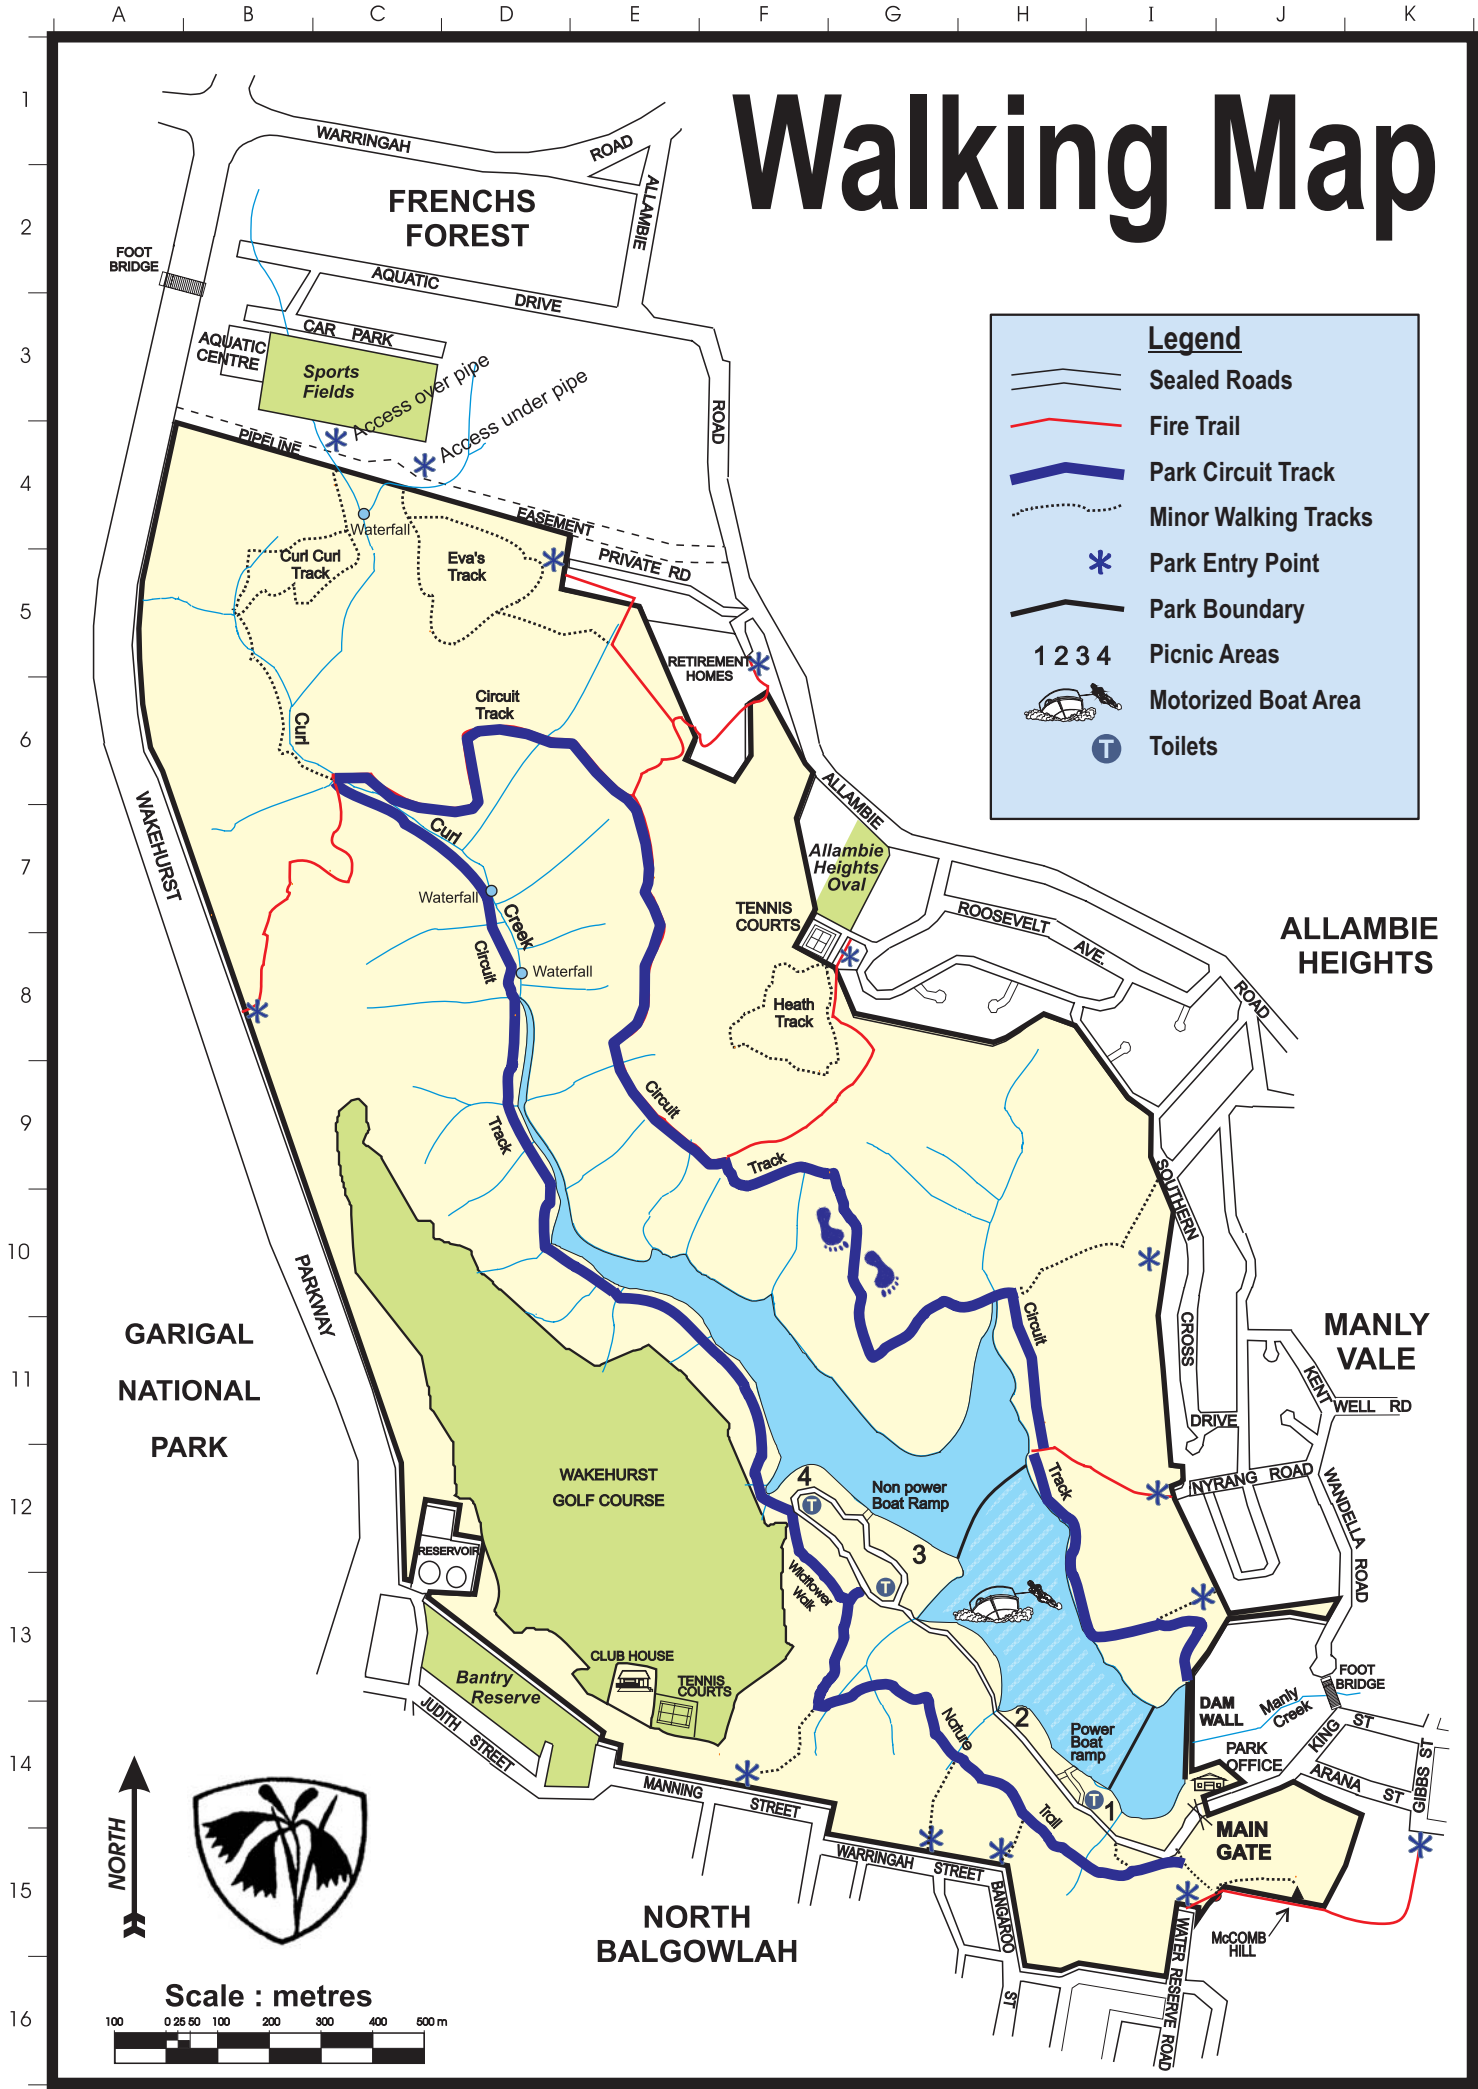 A B C D E F G H I J K
1
2
3
4
5
6
7
8
9
10
11
12
13
14
15
16
Walking Map
WARRINGAH
ROAD
ALLAMBIE
ROAD
FRENCHS
FOREST
FOOT
BRIDGE
AQUATIC
DRIVE
CAR PARK
AQUATIC
CENTRE
Sports
Fields
Access over pipe
Access under pipe
PIPELINE
EASEMENT
PRIVATE RD
Waterfall
Curl Curl
Track
Eva's
Track
RETIREMENT
HOMES
Legend
Sealed Roads
Fire Trail
Park Circuit Track
Minor Walking Tracks
Park Entry Point
Park Boundary
1 2 3 4 Picnic Areas
Motorized Boat Area
T Toilets
Circuit
Track
Curl
Curl
Creek
Waterfall
Waterfall
Circuit
Track
WAKEHURST
PARKWAY
ALLAMBIE
ROAD
Allambie
Heights
Oval
TENNIS
COURTS
ROOSEVELT
AVE.
ALLAMBIE
HEIGHTS
Heath
Track
Circuit
Track
SOUTHERN
CROSS
DRIVE
Circuit
Track
GARIGAL
NATIONAL
PARK
MANLY
VALE
KENT
WELL RD
NYRANG ROAD
WANDELLA
ROAD
WAKEHURST
GOLF COURSE
RESERVOIR
4
T
Non power
Boat Ramp
3
T
Wildflower
Walk
CLUB HOUSE
TENNIS
COURTS
Bantry
Reserve
JUDITH
STREET
MANNING
STREET
Nature
Trail
2
Power
Boat
ramp
T
1
DAM
WALL
FOOT
BRIDGE
Manly
Creek
KING ST
PARK
OFFICE
ARANA
ST
GIBBS ST
MAIN
GATE
WARRINGAH
STREET
BANGAROO
ST
WATER RESERVE ROAD
McCOMB
HILL
NORTH
BALGOWLAH
NORTH
Scale : metres
100 0 25 50 100 200 300 400 500 m